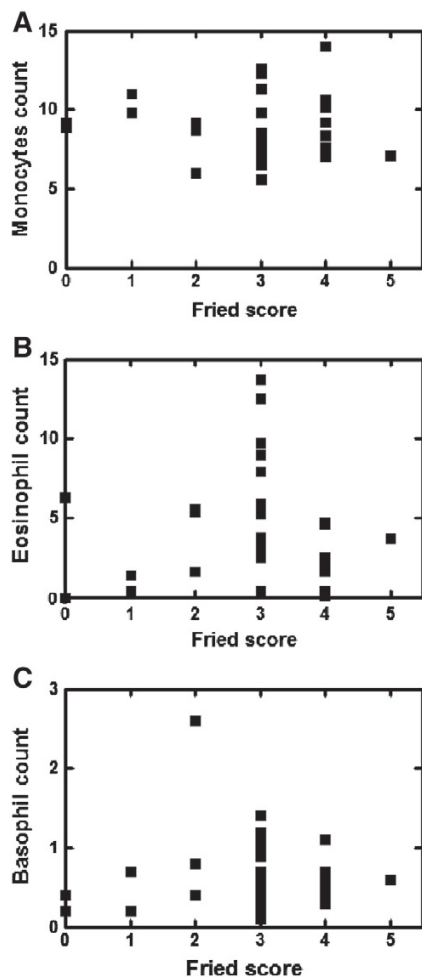 A
Monocytes count
15
10
5
0
0 1 2 3 4 5
Fried score
B
Eosinophil count
15
10
5
0
0 1 2 3 4 5
Fried score
C
Basophil count
3
2
1
0
0 1 2 3 4 5
Fried score